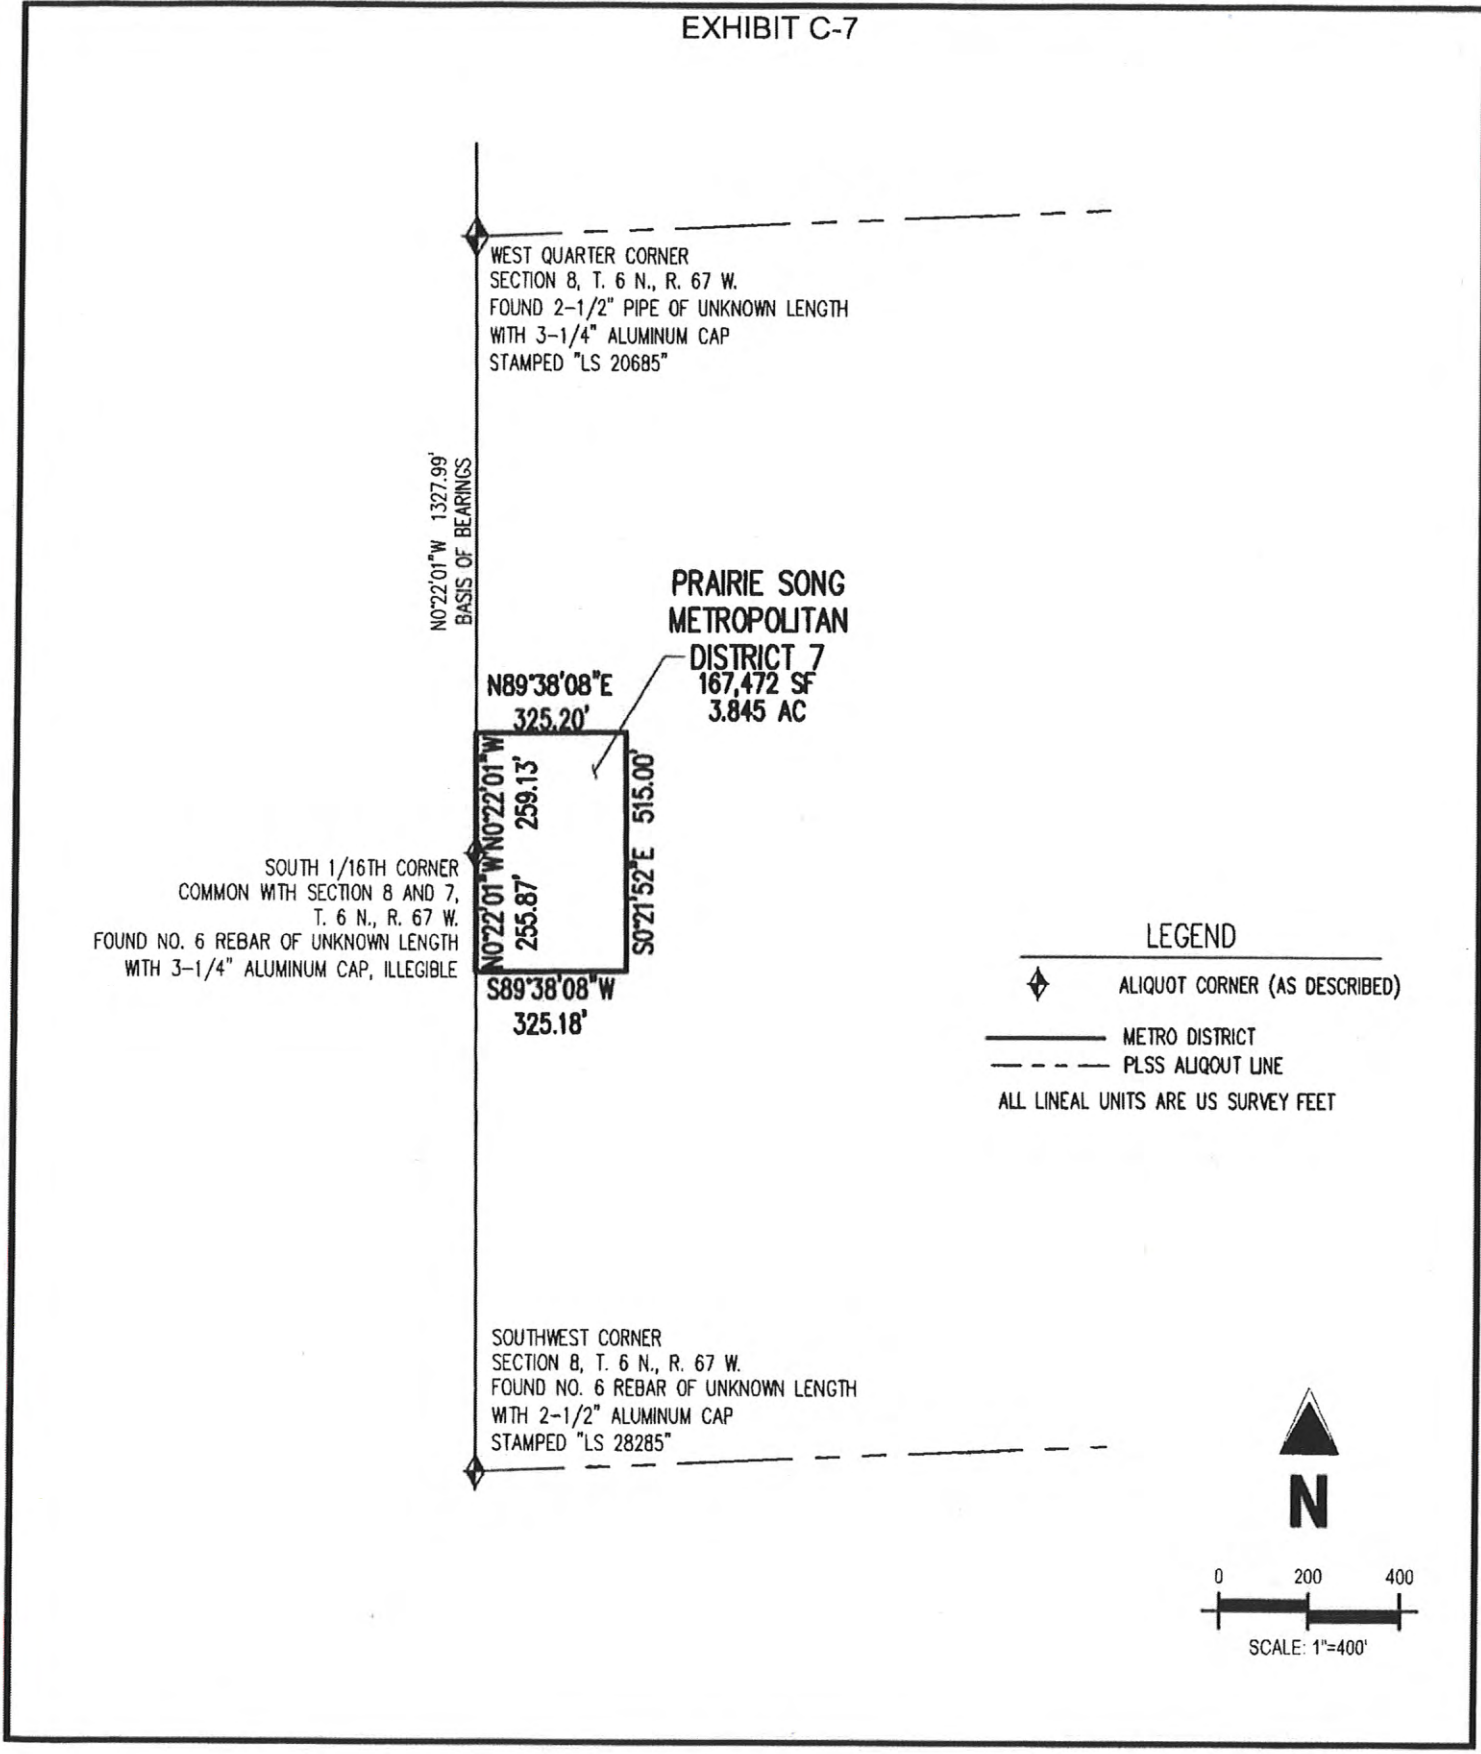 EXHIBIT C-7
WEST QUARTER CORNER
SECTION 8, T. 6 N., R. 67 W.
FOUND 2-1/2" PIPE OF UNKNOWN LENGTH
WITH 3-1/4" ALUMINUM CAP
STAMPED "LS 20685"
N0°22'01"W 1327.99'
BASIS OF BEARINGS
PRAIRIE SONG
METROPOLITAN
DISTRICT 7
167,472 SF
3.845 AC
N89°38'08"E
325.20'
N0°22'01"W
259.13'
S0°21'52"E 515.00'
N0°22'01"W
255.87'
SOUTH 1/16TH CORNER
COMMON WITH SECTION 8 AND 7,
T. 6 N., R. 67 W.
FOUND NO. 6 REBAR OF UNKNOWN LENGTH
WITH 3-1/4" ALUMINUM CAP, ILLEGIBLE
S89°38'08"W
325.18'
LEGEND
ALIQUOT CORNER (AS DESCRIBED)
METRO DISTRICT
PLSS ALIQOUT LINE
ALL LINEAL UNITS ARE US SURVEY FEET
SOUTHWEST CORNER
SECTION 8, T. 6 N., R. 67 W.
FOUND NO. 6 REBAR OF UNKNOWN LENGTH
WITH 2-1/2" ALUMINUM CAP
STAMPED "LS 28285"
N
0 200 400
SCALE: 1"=400'